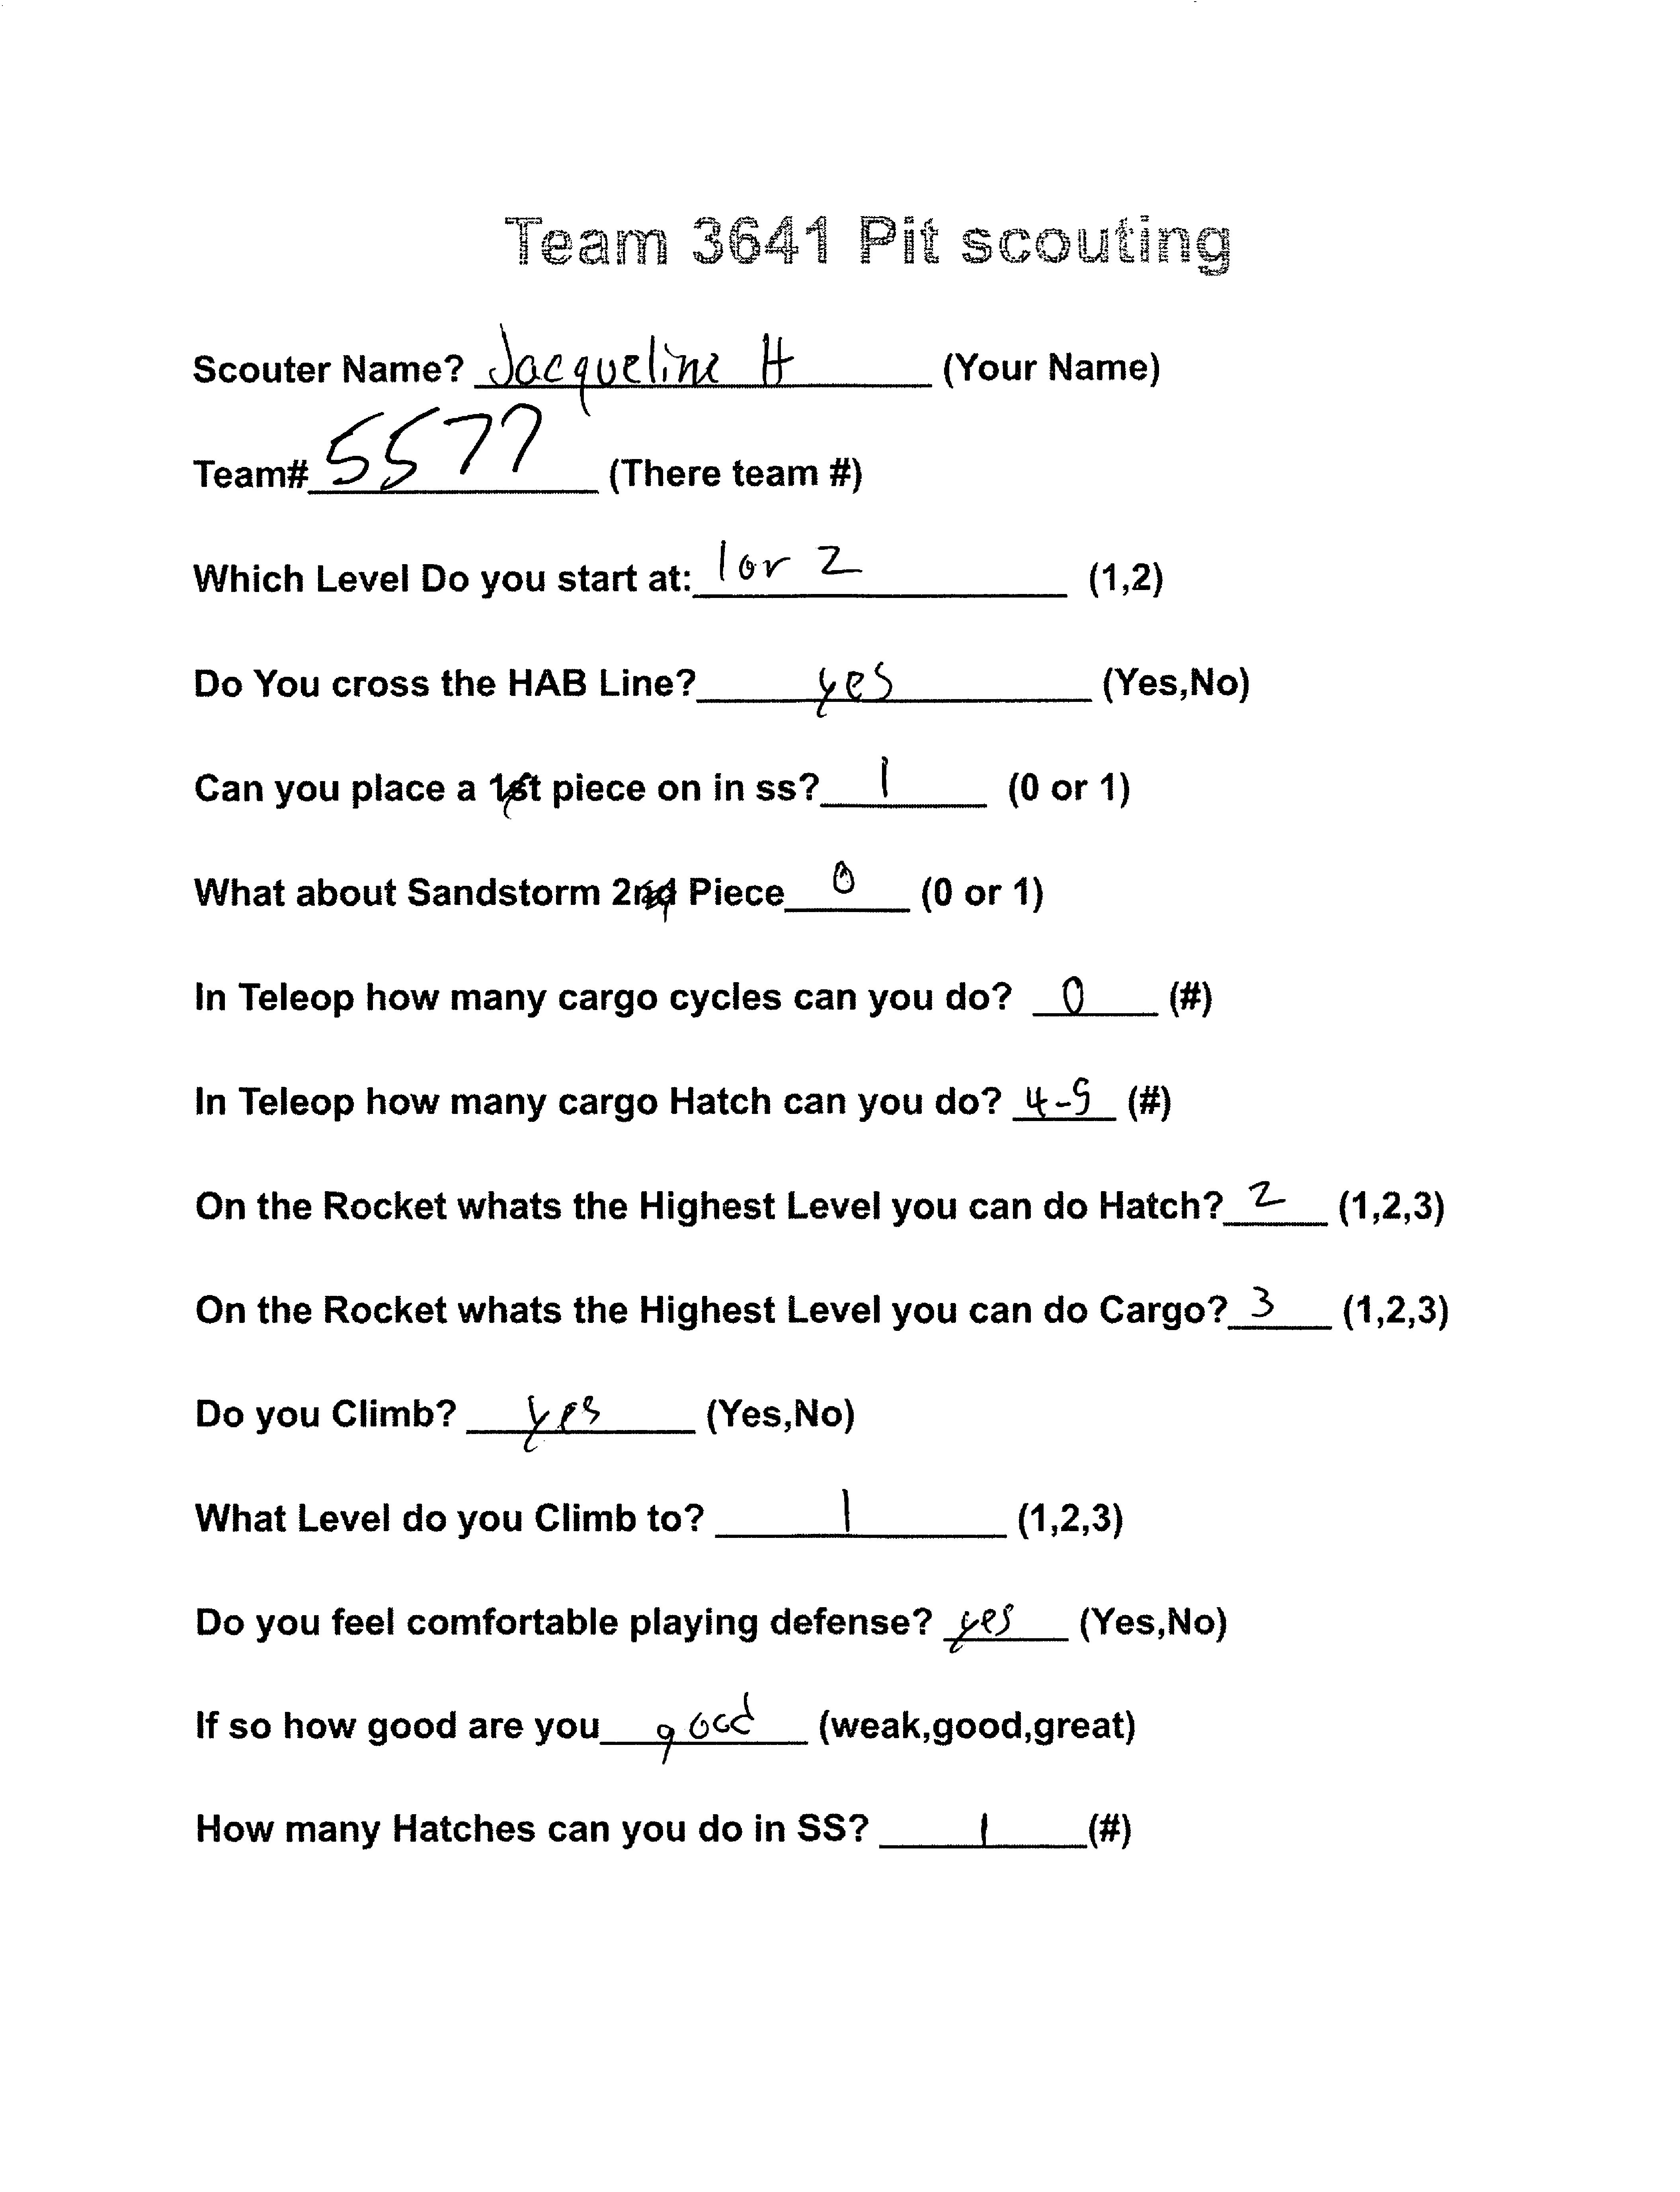 Team 3641 Pit scouting
Scouter Name? Jacqueline H (Your Name)
Team# 5577 (There team #)
Which Level Do you start at: 1 or 2 (1,2)
Do You cross the HAB Line? yes (Yes,No)
Can you place a 1st piece on in ss? 1 (0 or 1)
What about Sandstorm 2nd Piece 0 (0 or 1)
In Teleop how many cargo cycles can you do? 0 (#)
In Teleop how many cargo Hatch can you do? 4-5 (#)
On the Rocket whats the Highest Level you can do Hatch? 2 (1,2,3)
On the Rocket whats the Highest Level you can do Cargo? 3 (1,2,3)
Do you Climb? yes (Yes,No)
What Level do you Climb to? 1 (1,2,3)
Do you feel comfortable playing defense? yes (Yes,No)
If so how good are you good (weak,good,great)
How many Hatches can you do in SS? 1 (#)